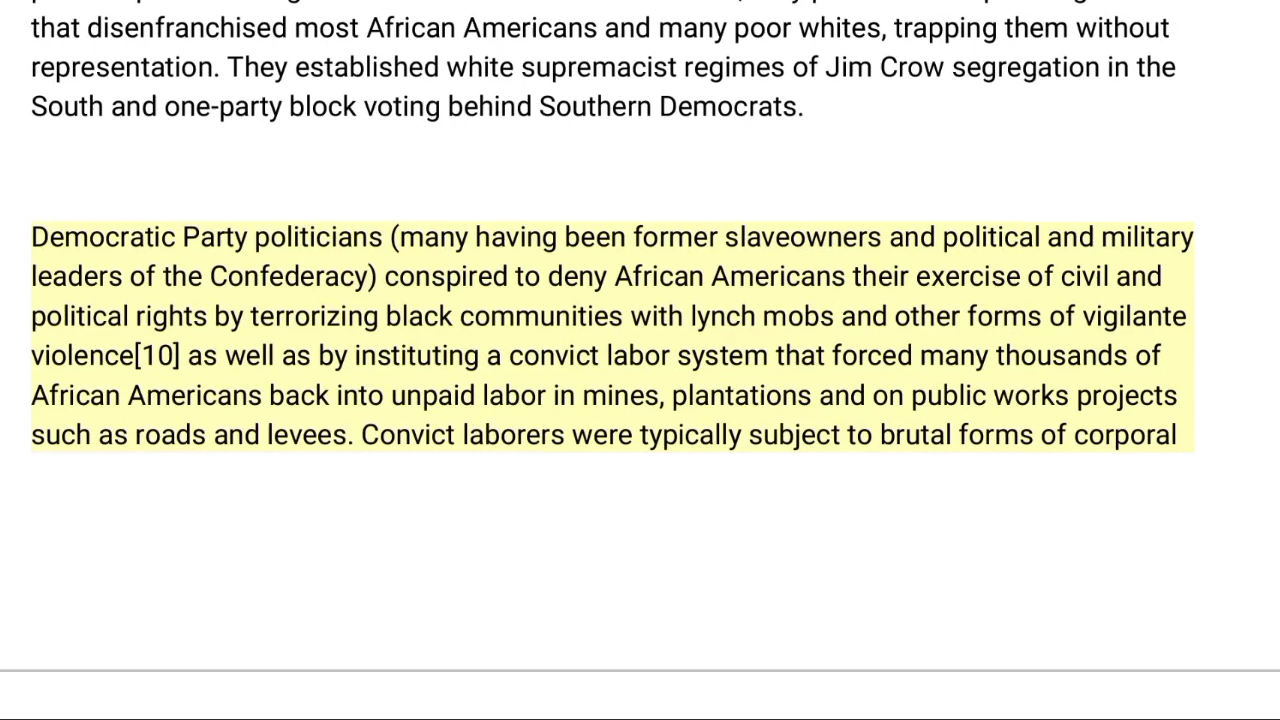 that disenfranchised most African Americans and many poor whites, trapping them without
representation. They established white supremacist regimes of Jim Crow segregation in the
South and one-party block voting behind Southern Democrats.
Democratic Party politicians (many having been former slaveowners and political and military
leaders of the Confederacy) conspired to deny African Americans their exercise of civil and
political rights by terrorizing black communities with lynch mobs and other forms of vigilante
violence[10] as well as by instituting a convict labor system that forced many thousands of
African Americans back into unpaid labor in mines, plantations and on public works projects
such as roads and levees. Convict laborers were typically subject to brutal forms of corporal